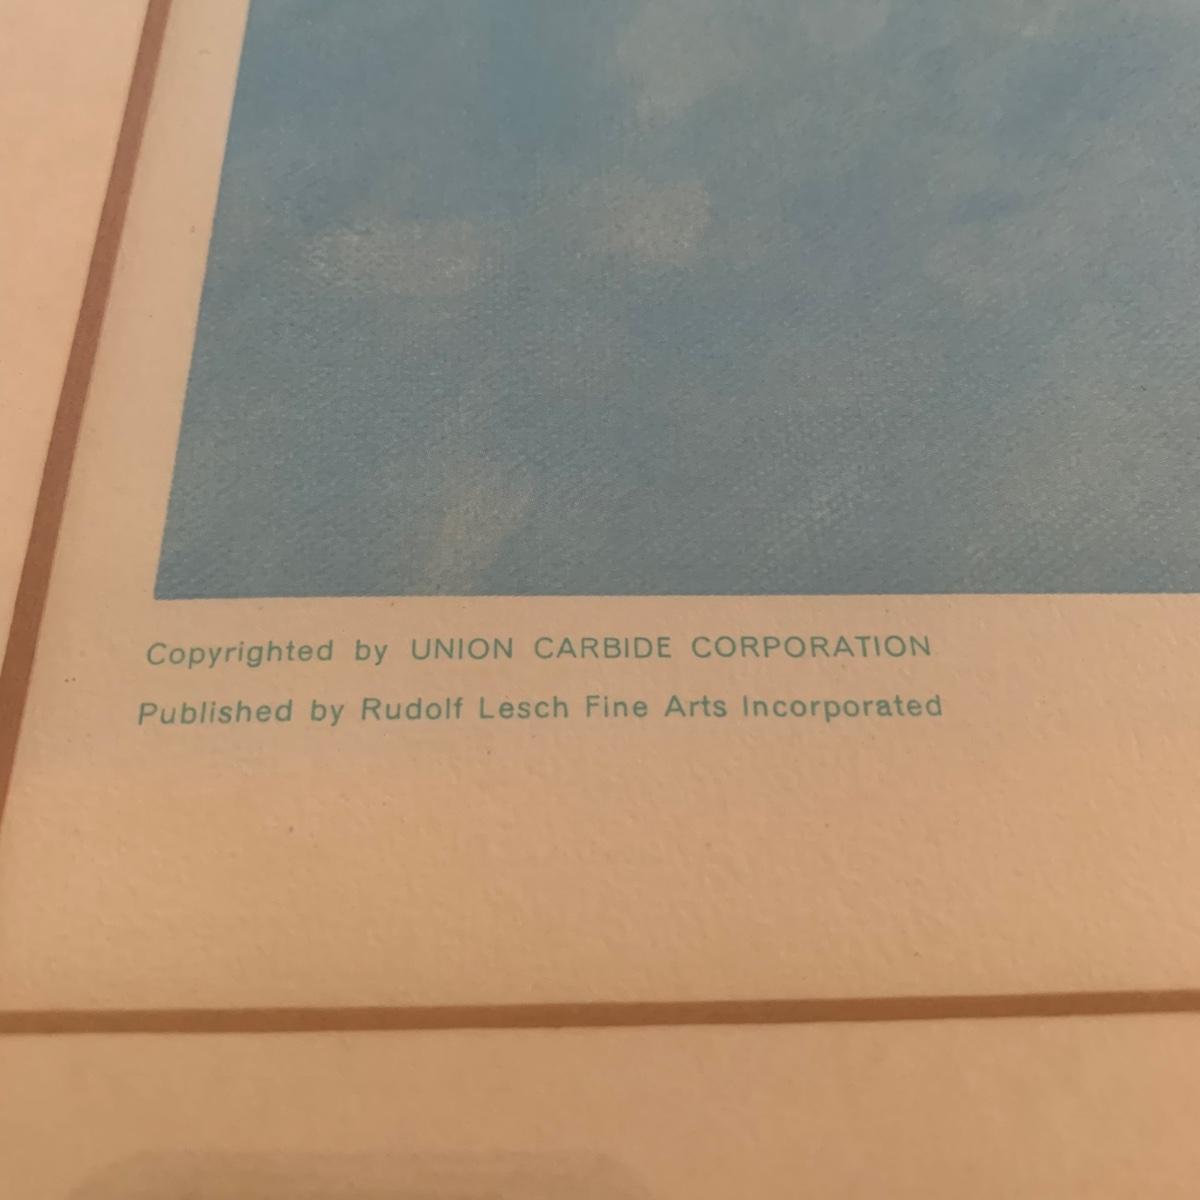 Copyrighted by UNION CARBIDE CORPORATION
Published by Rudolf Lesch Fine Arts Incorporated